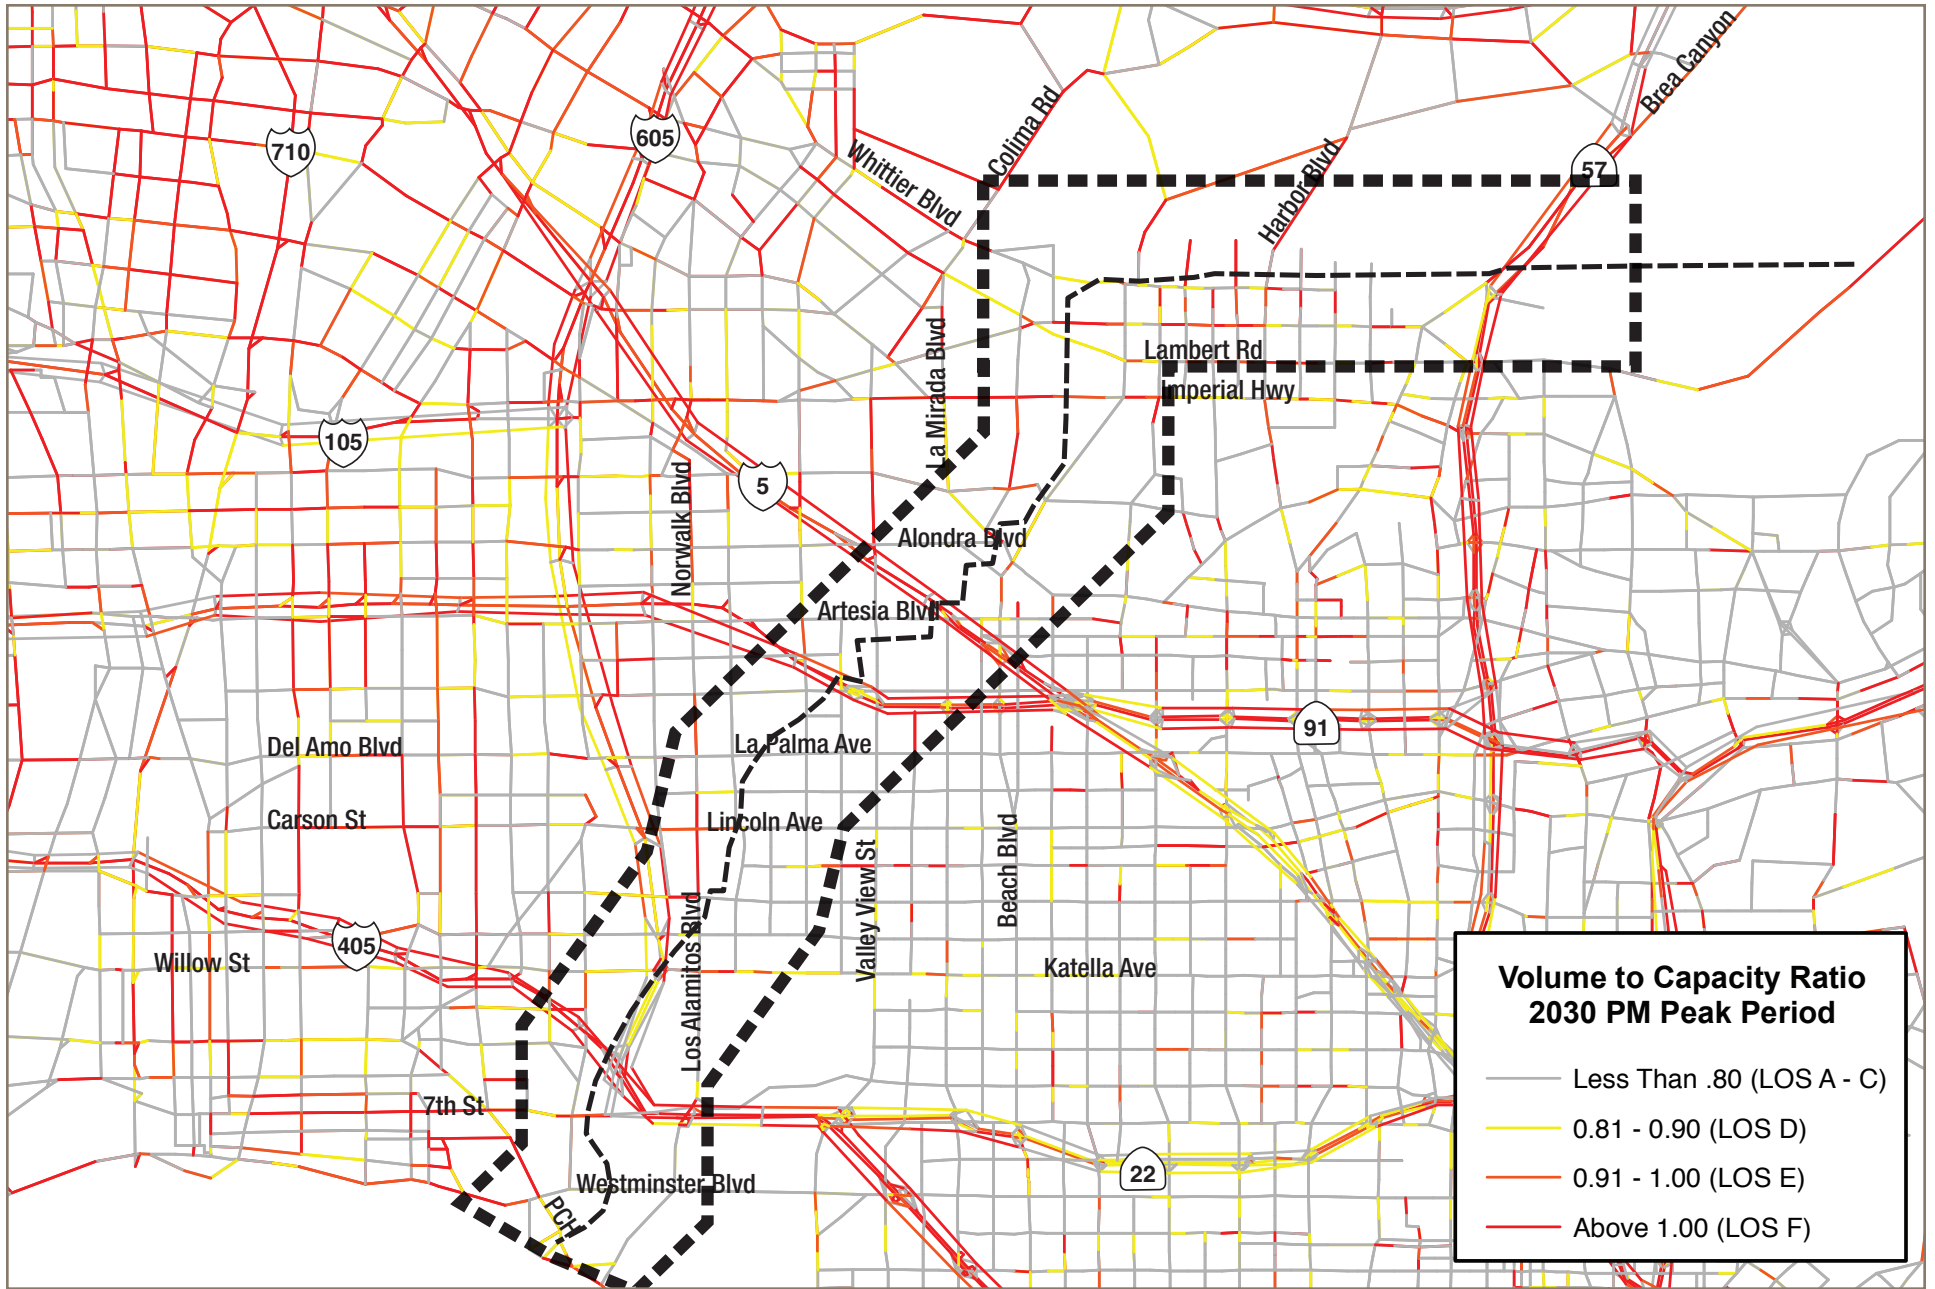 Brea Canyon
Colima Rd
605
710
Whittier Blvd
Harbor Blvd
57
La Mirada Blvd
Lambert Rd
Imperial Hwy
105
5
Norwalk Blvd
Alondra Blvd
Artesia Blvd
91
Del Amo Blvd
La Palma Ave
Carson St
Lincoln Ave
Valley View St
Beach Blvd
405
Willow St
Los Alamitos Blvd
Katella Ave
7th St
22
Westminster Blvd
PCH
Volume to Capacity Ratio
2030 PM Peak Period
Less Than .80 (LOS A - C)
0.81 - 0.90 (LOS D)
0.91 - 1.00 (LOS E)
Above 1.00 (LOS F)